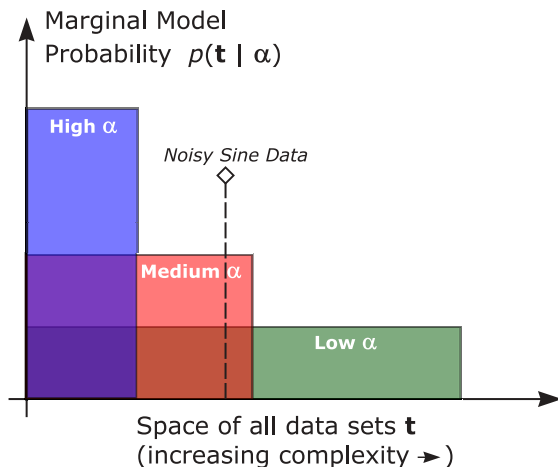 Marginal Model
Probability p(t | α)
High α
Noisy Sine Data
Medium α
Low α
Space of all data sets t
(increasing complexity →)